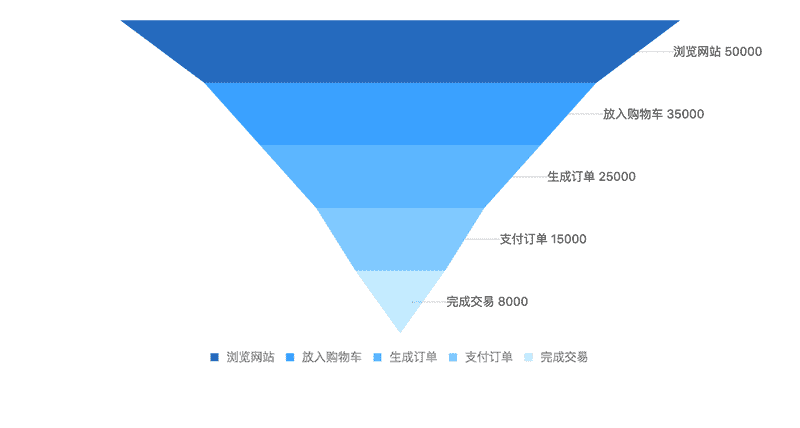 浏览网站 50000
放入购物车 35000
生成订单 25000
支付订单 15000
完成交易 8000
浏览网站 放入购物车 生成订单 支付订单 完成交易